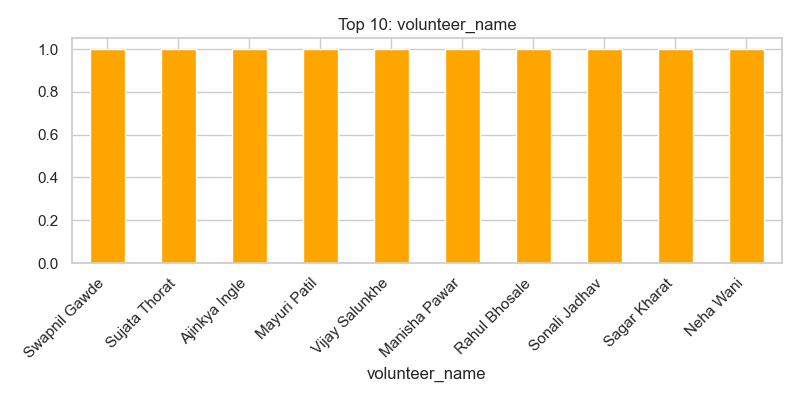 Top 10: volunteer_name
1.0
0.8
0.6
0.4
0.2
0.0
Swapnil Gawde
Sujata Thorat
Ajinkya Ingle
Mayuri Patil
Vijay Salunkhe
Manisha Pawar
Rahul Bhosale
Sonali Jadhav
Sagar Kharat
Neha Wani
volunteer_name